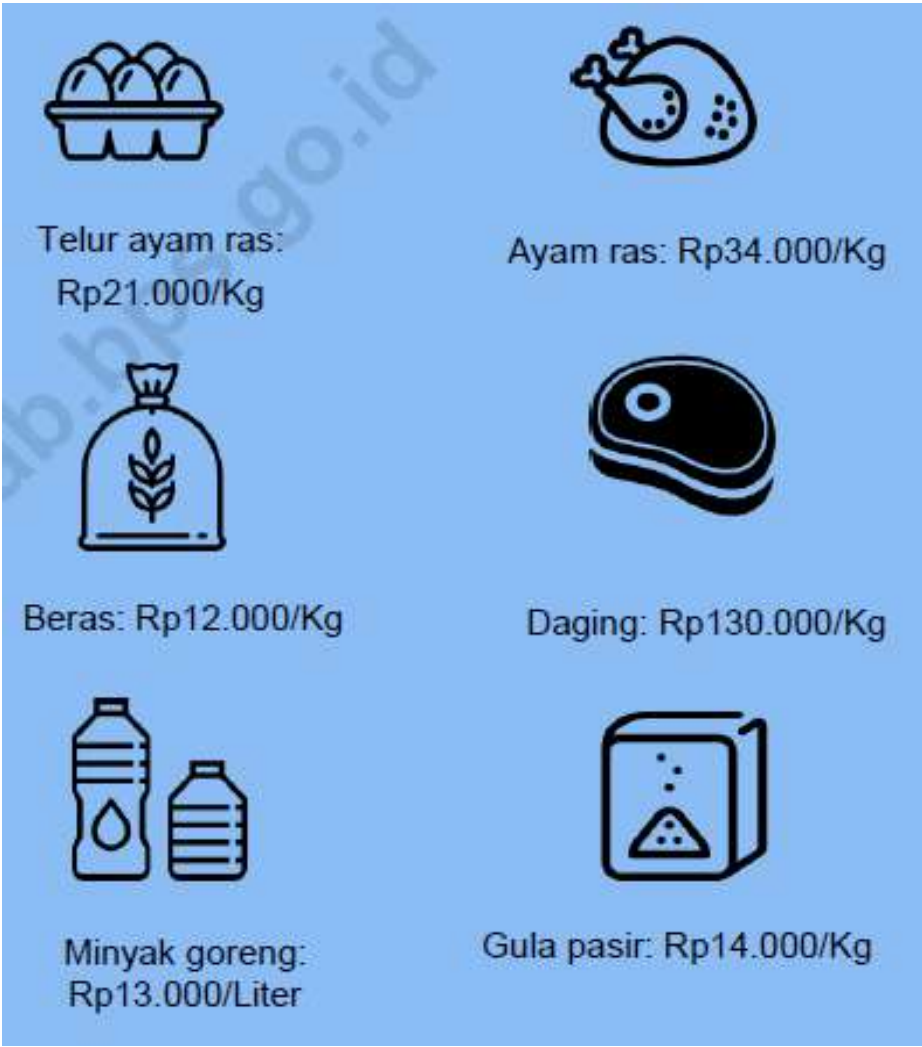 Telur ayam ras:
Rp21.000/Kg
Ayam ras: Rp34.000/Kg
Beras: Rp12.000/Kg
Daging: Rp130.000/Kg
Minyak goreng:
Rp13.000/Liter
Gula pasir: Rp14.000/Kg